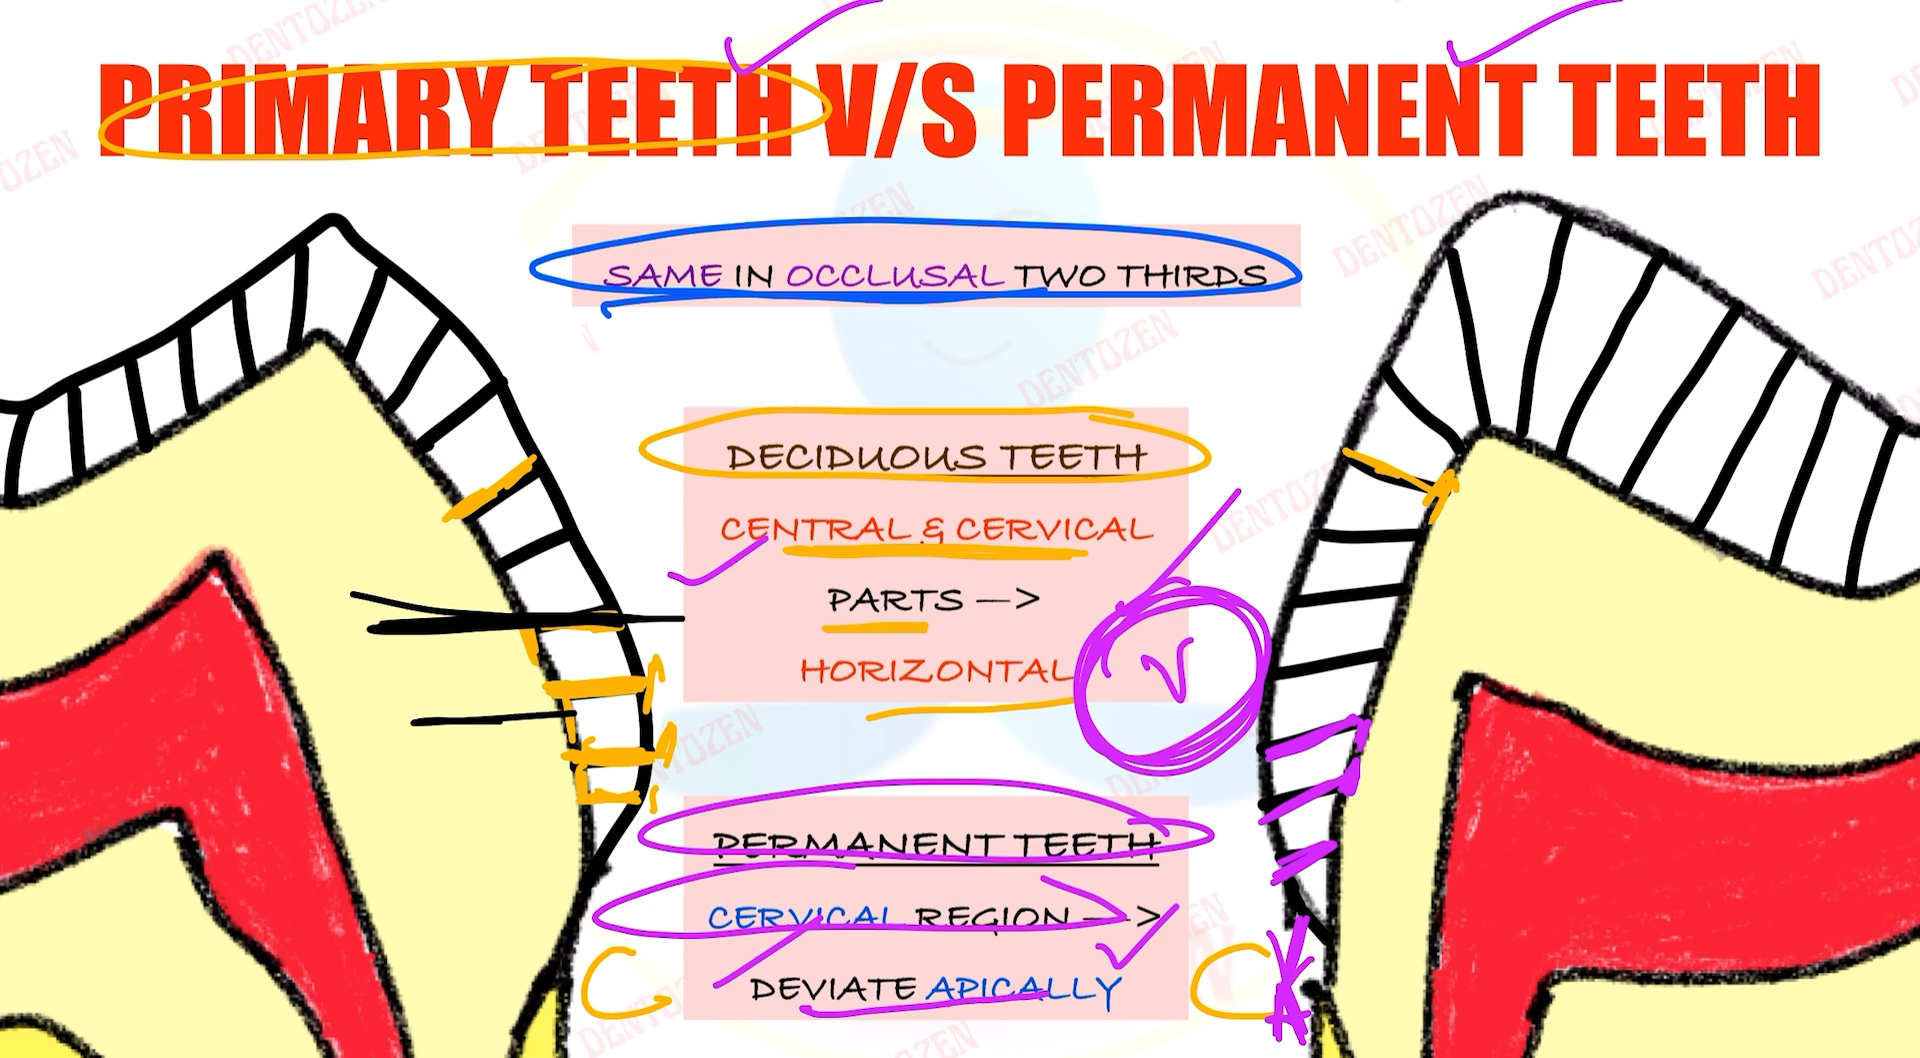 PRIMARY TEETH V/S PERMANENT TEETH
SAME IN OCCLUSAL TWO THIRDS
DECIDUOUS TEETH
CENTRAL & CERVICAL
PARTS —>
HORIZONTAL
V
PERMANENT TEETH
CERVICAL REGION —>
DEVIATE APICALLY
C
C
DENTOZEN